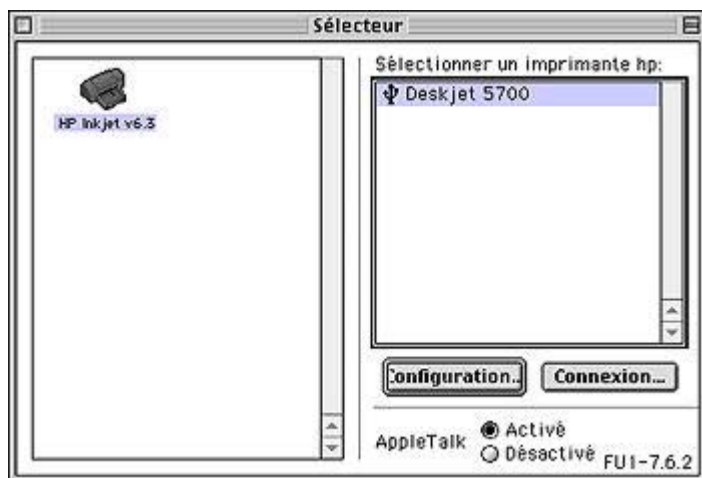 Sélecteur
HP Inkjet v6.3
Sélectionner un imprimante hp:
Deskjet 5700
Configuration...
Connexion...
AppleTalk
Activé
Désactivé
FU1-7.6.2